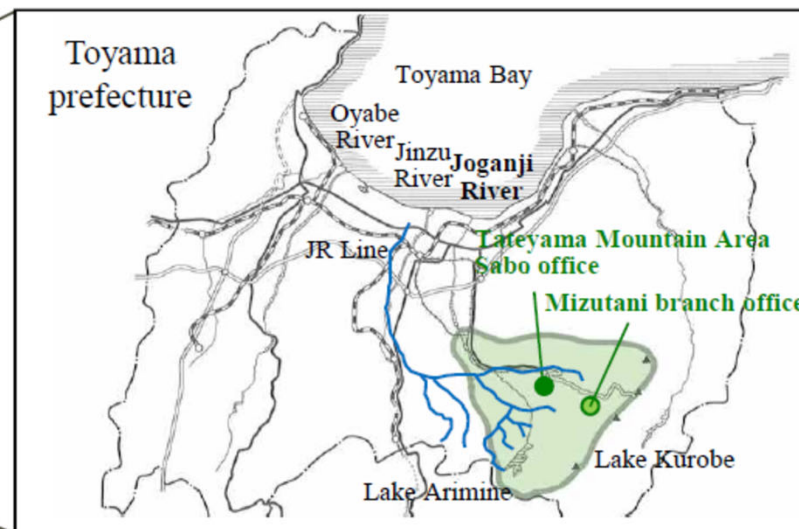 Toyama
prefecture
Toyama Bay
Oyabe
River
Jinzu
River
Joganji
River
JR Line
Tateyama Mountain Area
Sabo office
Mizutani branch office
Lake Kurobe
Lake Arimine